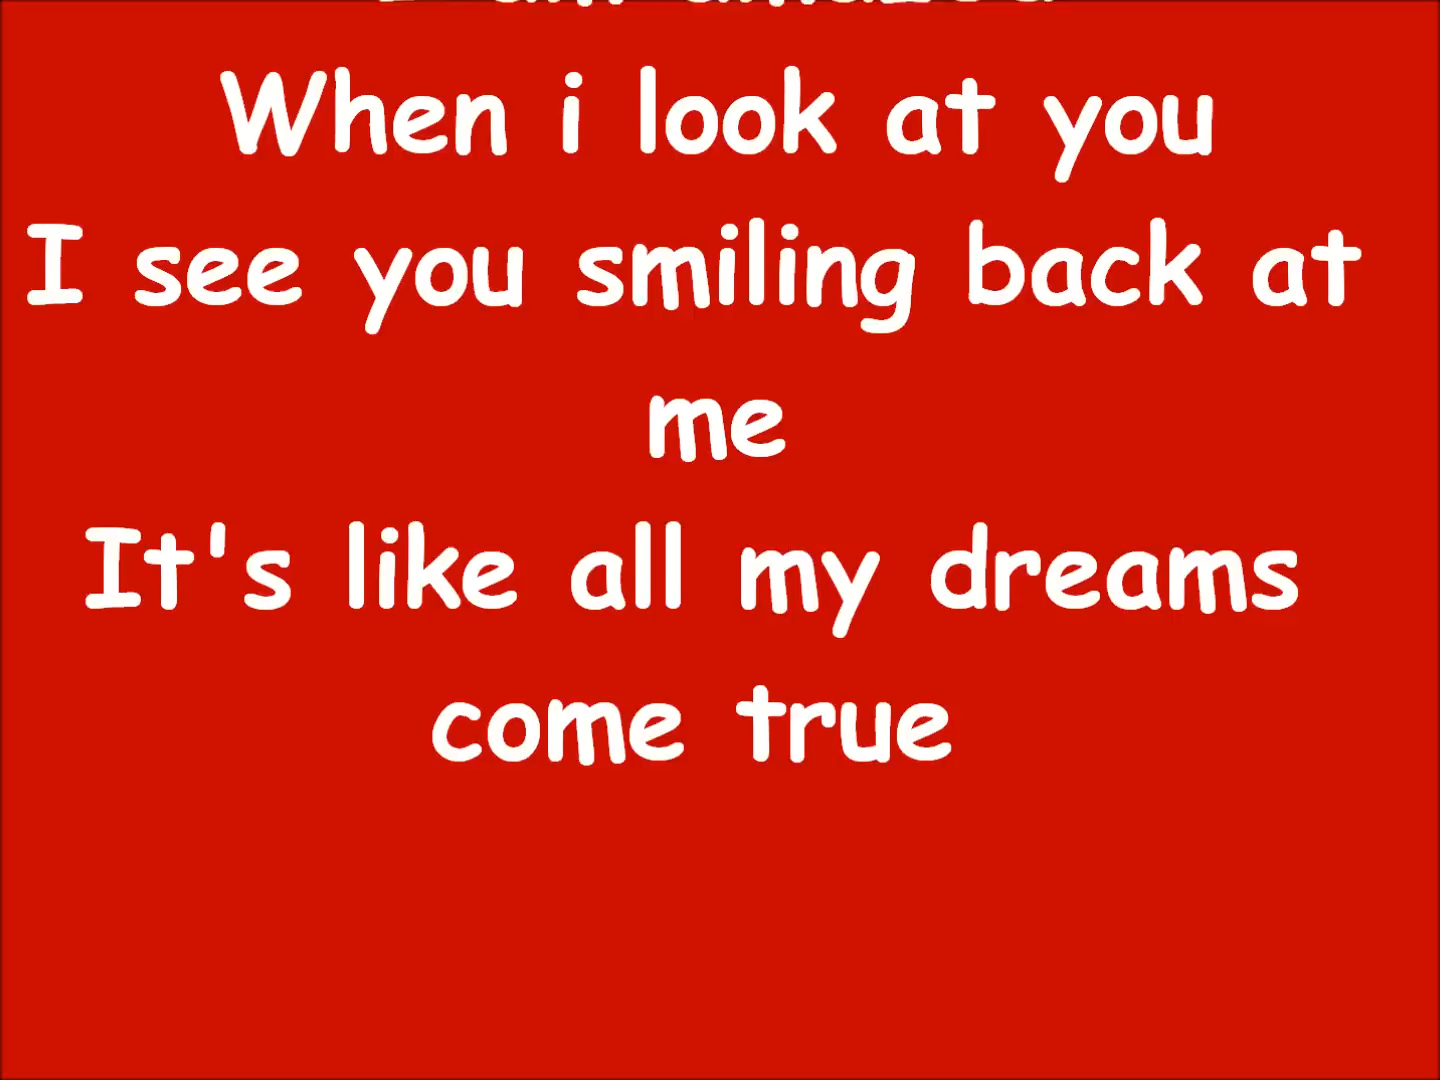 When i look at you
I see you smiling back at
me
It's like all my dreams
come true